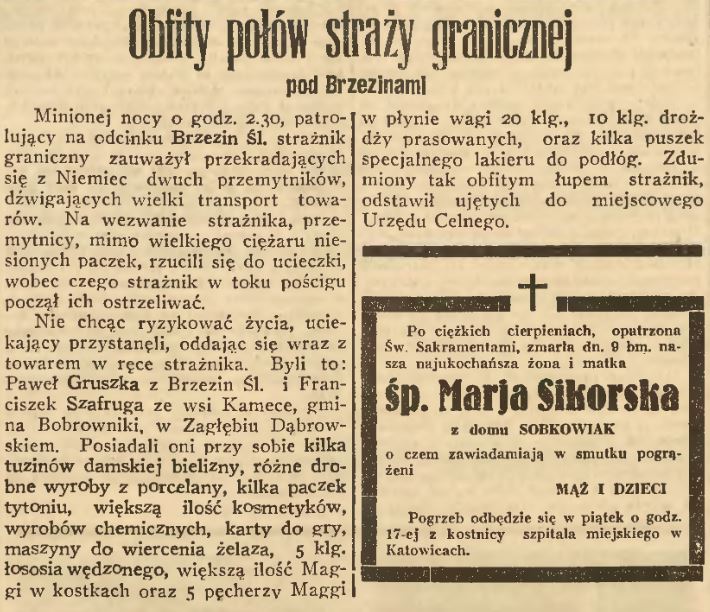 Obfity połów straży granicznej
pod Brzezinami
Minionej nocy o godz. 2.30, patro-
lujący na odcinku Brzezin Śl. strażnik
graniczny zauważył przekradających
się z Niemiec dwuch przemytników,
dźwigających wielki transport towa-
rów. Na wezwanie strażnika, prze-
mytnicy, mimo wielkiego ciężaru nie-
sionych paczek, rzucili się do ucieczki,
wobec czego strażnik w toku pościgu
począł ich ostrzeliwać.
Nie chcąc ryzykować życia, ucie-
kający przystanęli, oddając się wraz z
towarem w ręce strażnika. Byli to:
Paweł Gruszka z Brzezin Śl. i Fran-
ciszek Szafruga ze wsi Kamece, gmi-
na Bobrowniki, w Zagłębiu Dąbrow-
skiem. Posiadali oni przy sobie kilka
tuzinów damskiej bielizny, różne dro-
bne wyroby z porcelany, kilka paczek
tytoniu, większą ilość kosmetyków,
wyrobów chemicznych, karty do gry,
maszyny do wiercenia żelaza, 5 klg.
łososia wędzonego, większą ilość Mag-
gi w kostkach oraz 5 pęcherzy Maggi
w płynie wagi 20 klg., 10 klg. droż-
dży prasowanych, oraz kilka puszek
specjalnego lakieru do podłóg. Zdu-
miony tak obfitym łupem strażnik,
odstawił ujętych do miejscowego
Urzędu Celnego.
Po ciężkich cierpieniach, opatrzona
Św. Sakramentami, zmarła dn. 9 bm. na-
sza najukochańsza żona i matka
śp. Marja Sikorska
z domu SOBKOWIAK
o czem zawiadamiają w smutku pogrą-
żeni
MĄŻ I DZIECI
Pogrzeb odbędzie się w piątek o godz.
17-ej z kostnicy szpitala miejskiego w
Katowicach.